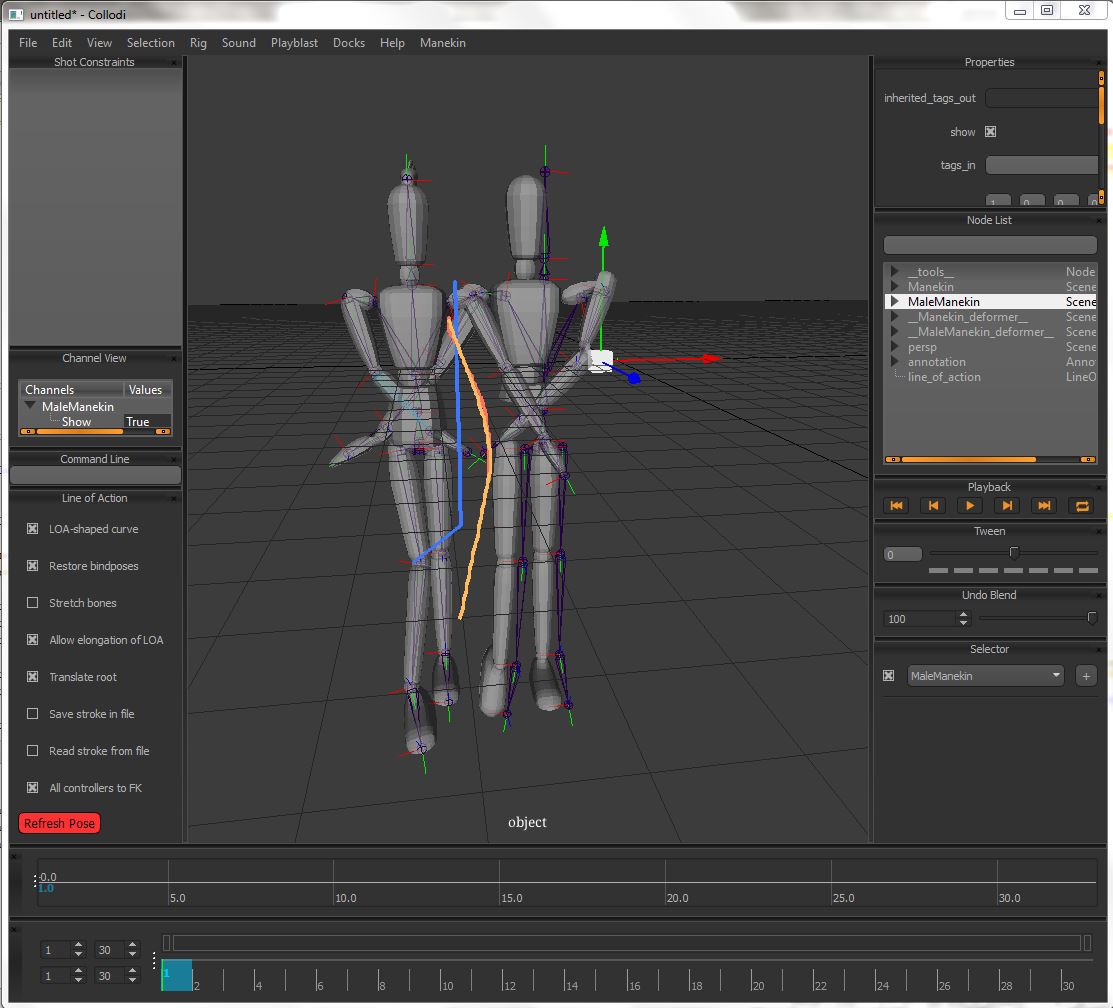 untitled* - Collodi
File Edit View Selection Rig Sound Playblast Docks Help Manekin
Shot Constraints
Channel View
Channels Values
MaleManekin
Show True
Command Line
Line of Action
LOA-shaped curve
Restore bindposes
Stretch bones
Allow elongation of LOA
Translate root
Save stroke in file
Read stroke from file
All controllers to FK
Refresh Pose
object
Properties
inherited_tags_out
show
tags_in
1 0 0 0
Node List
__tools__ Node
Manekin Scene
MaleManekin Scene
__Manekin_deformer__ Scene
__MaleManekin_deformer__ Scene
persp Scene
annotation Anno
line_of_action LineO
Playback
Tween
0
Undo Blend
100
Selector
MaleManekin +
-0.0
1.0
5.0 10.0 15.0 20.0 25.0 30.0
1 30
1 30
1 2 4 6 8 10 12 14 16 18 20 22 24 26 28 30